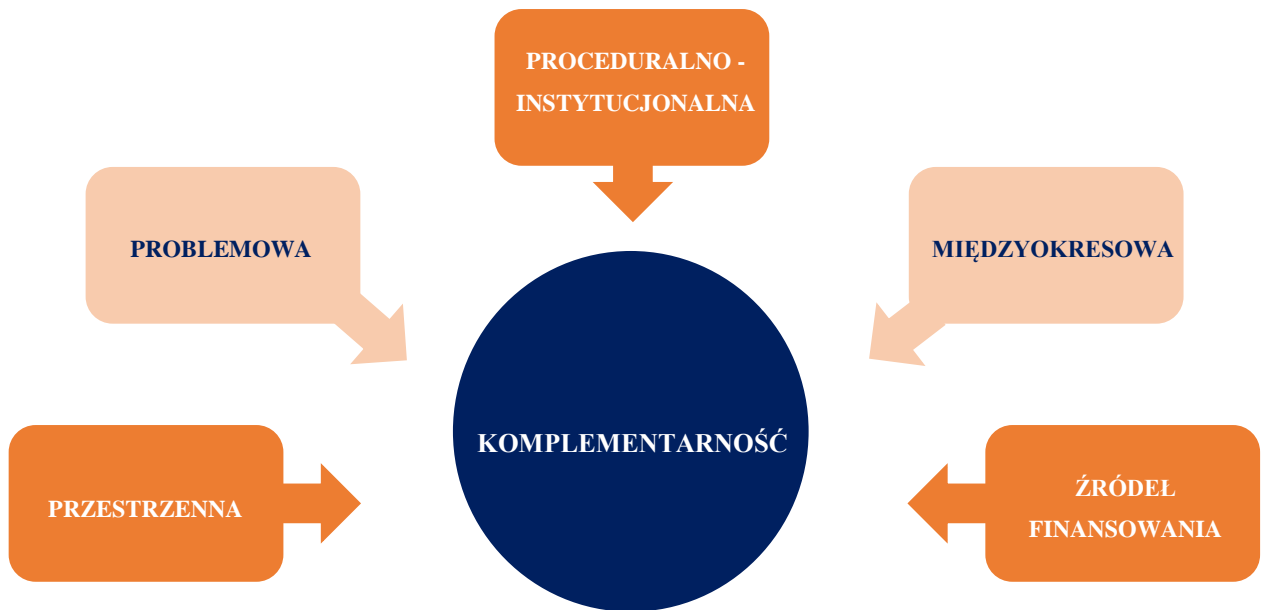 PROCEDURALNO -
INSTYTUCJONALNA
PROBLEMOWA
MIĘDZYOKRESOWA
KOMPLEMENTARNOŚĆ
PRZESTRZENNA
ŹRÓDEŁ
FINANSOWANIA